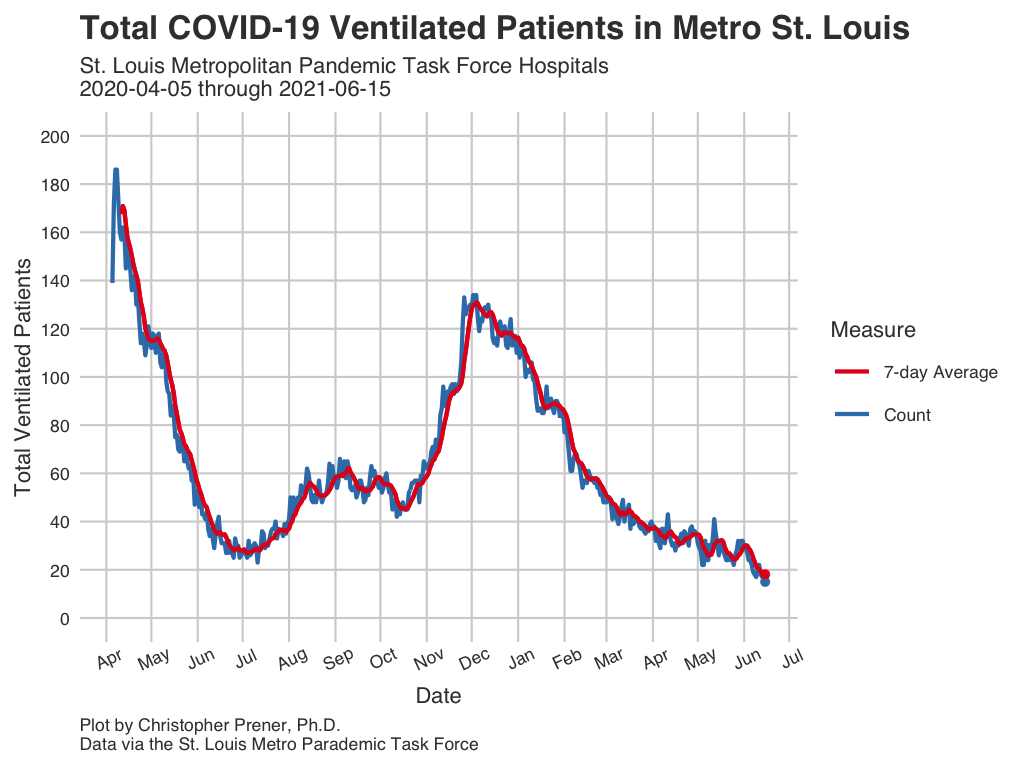 Total COVID-19 Ventilated Patients in Metro St. Louis
St. Louis Metropolitan Pandemic Task Force Hospitals
2020-04-05 through 2021-06-15
Total Ventilated Patients
200
180
160
140
120
100
80
60
40
20
0
Apr May Jun Jul Aug Sep Oct Nov Dec Jan Feb Mar Apr May Jun Jul
Date
Measure
7-day Average
Count
Plot by Christopher Prener, Ph.D.
Data via the St. Louis Metro Parademic Task Force